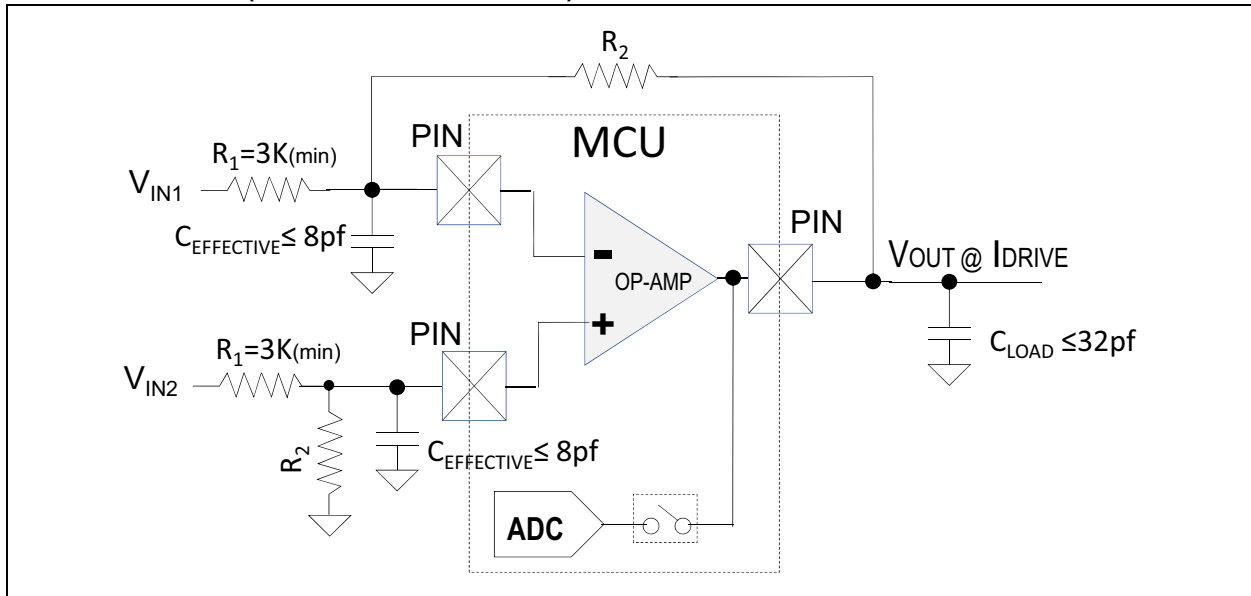 R2
PIN
MCU
R1=3K(min)
VIN1
CEFFECTIVE≤ 8pf
-
OP-AMP
PIN
VOUT @ IDRIVE
+
PIN
CLOAD ≤32pf
R1=3K(min)
VIN2
R2
CEFFECTIVE≤ 8pf
ADC